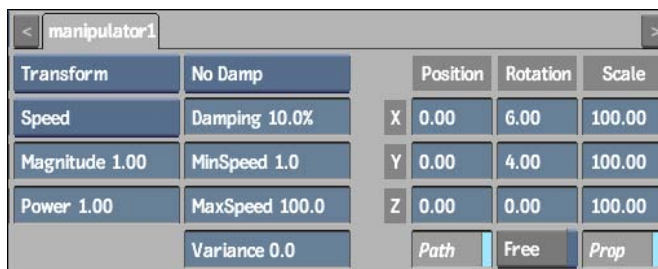 < manipulator1 >
Transform No Damp Position Rotation Scale
Speed Damping 10.0% X 0.00 6.00 100.00
Magnitude 1.00 MinSpeed 1.0 Y 0.00 4.00 100.00
Power 1.00 MaxSpeed 100.0 Z 0.00 0.00 100.00
Variance 0.0 Path Free Prop